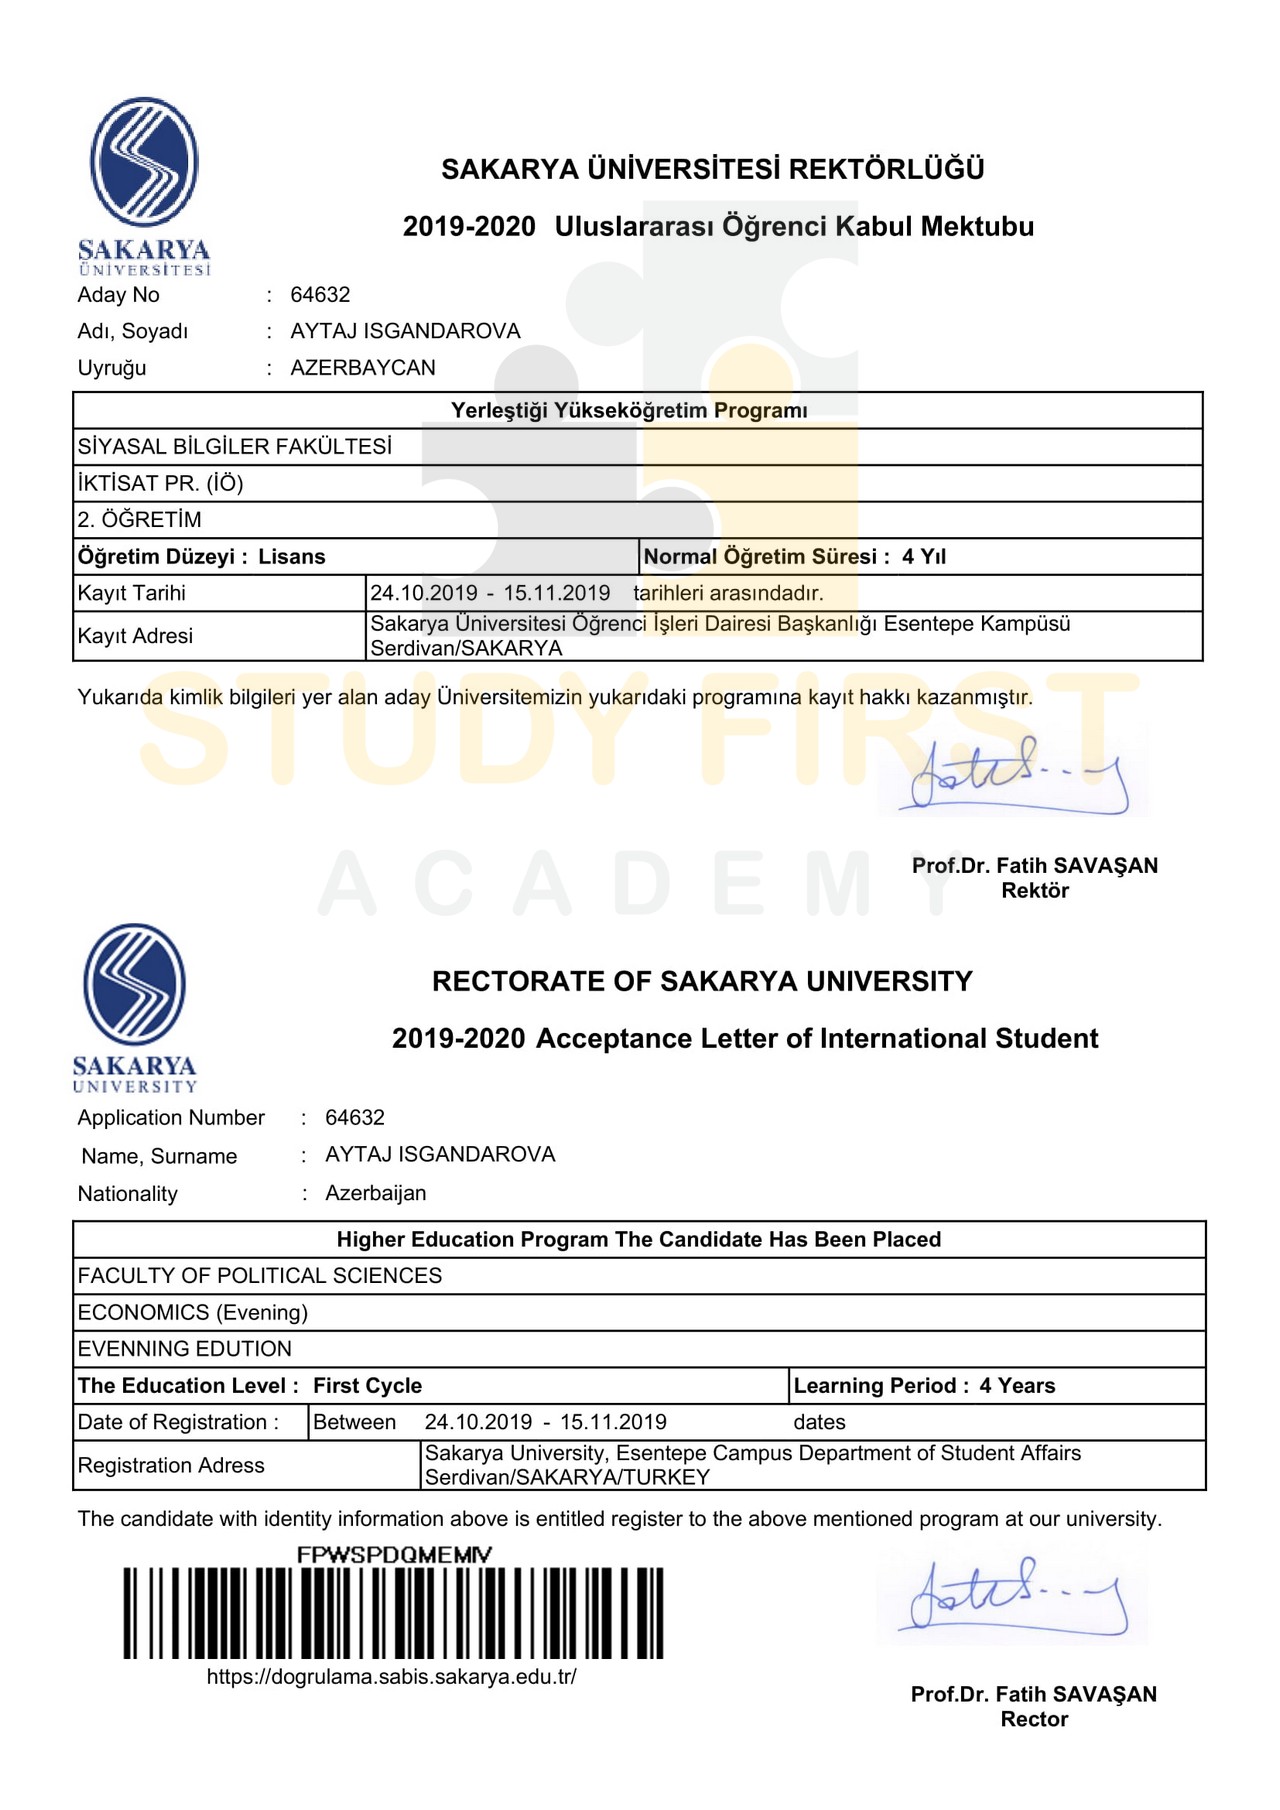 SAKARYA
ÜNİVERSİTESİ
SAKARYA ÜNİVERSİTESİ REKTÖRLÜĞÜ
2019-2020 Uluslararası Öğrenci Kabul Mektubu
Aday No : 64632
Adı, Soyadı : AYTAJ ISGANDAROVA
Uyruğu : AZERBAYCAN
Yerleştiği Yükseköğretim Programı
SİYASAL BİLGİLER FAKÜLTESİ
İKTİSAT PR. (İÖ)
2. ÖĞRETİM
Öğretim Düzeyi : Lisans Normal Öğretim Süresi : 4 Yıl
Kayıt Tarihi 24.10.2019 - 15.11.2019 tarihleri arasındadır.
Kayıt Adresi Sakarya Üniversitesi Öğrenci İşleri Dairesi Başkanlığı Esentepe Kampüsü
Serdivan/SAKARYA
Yukarıda kimlik bilgileri yer alan aday Üniversitemizin yukarıdaki programına kayıt hakkı kazanmıştır.
STUDY FIRST
ACADEMY
Prof.Dr. Fatih SAVAŞAN
Rektör
SAKARYA
UNIVERSITY
RECTORATE OF SAKARYA UNIVERSITY
2019-2020 Acceptance Letter of International Student
Application Number : 64632
Name, Surname : AYTAJ ISGANDAROVA
Nationality : Azerbaijan
Higher Education Program The Candidate Has Been Placed
FACULTY OF POLITICAL SCIENCES
ECONOMICS (Evening)
EVENNING EDUTION
The Education Level : First Cycle Learning Period : 4 Years
Date of Registration : Between 24.10.2019 - 15.11.2019 dates
Registration Adress Sakarya University, Esentepe Campus Department of Student Affairs
Serdivan/SAKARYA/TURKEY
The candidate with identity information above is entitled register to the above mentioned program at our university.
FPWSPDQMEMIV
https://dogrulama.sabis.sakarya.edu.tr/
Prof.Dr. Fatih SAVAŞAN
Rector